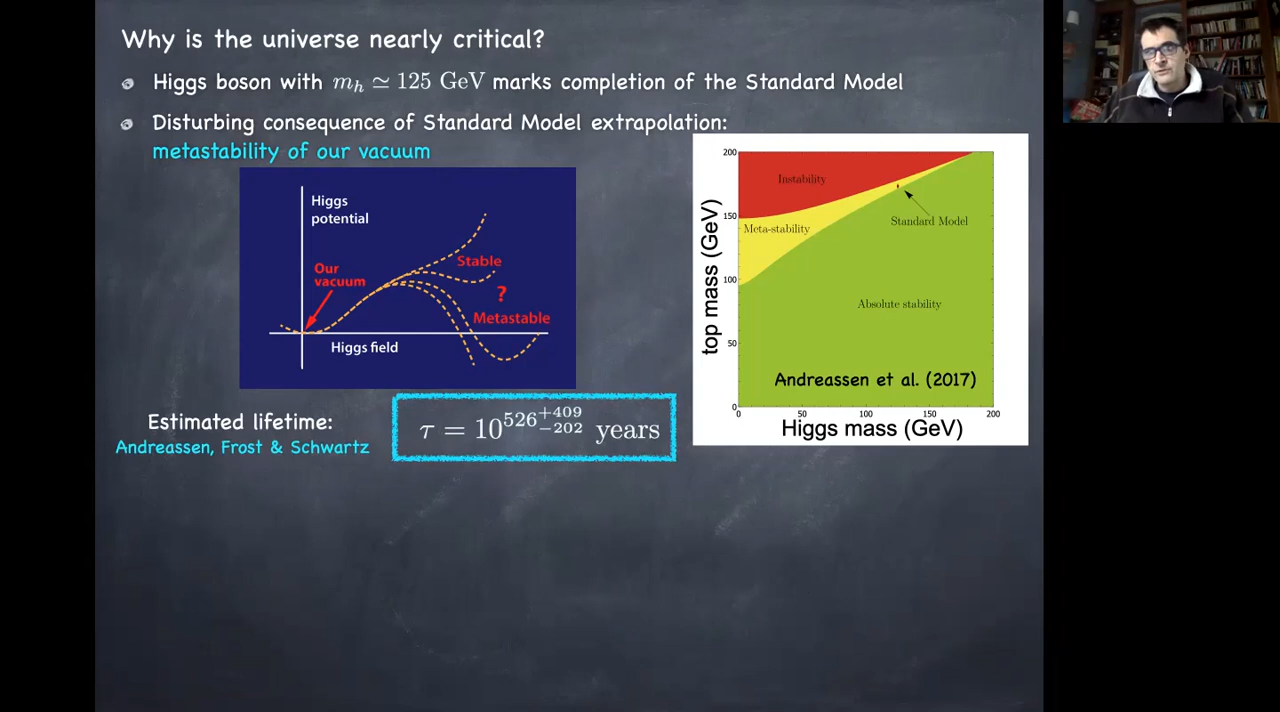 Why is the universe nearly critical?
Higgs boson with m_h ≃ 125 GeV marks completion of the Standard Model
Disturbing consequence of Standard Model extrapolation:
metastability of our vacuum
Higgs
potential
Our
vacuum
Stable
?
Metastable
Higgs field
200
150
100
50
0
top mass (GeV)
Instability
Meta-stability
Standard Model
Absolute stability
Andreassen et al. (2017)
0 50 100 150 200
Higgs mass (GeV)
Estimated lifetime:
Andreassen, Frost & Schwartz
τ = 10^{526^{+409}_{-202}} years